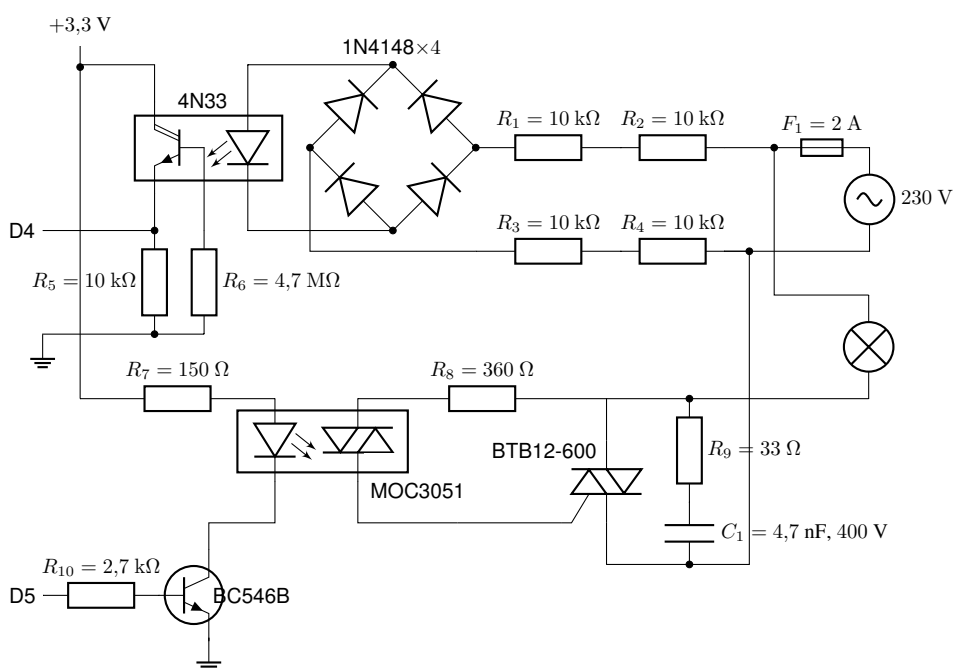 +3,3 V
1N4148×4
4N33
R1 = 10 kΩ
R2 = 10 kΩ
F1 = 2 A
230 V
D4
R3 = 10 kΩ
R4 = 10 kΩ
R5 = 10 kΩ
R6 = 4,7 MΩ
R7 = 150 Ω
R8 = 360 Ω
BTB12-600
R9 = 33 Ω
MOC3051
C1 = 4,7 nF, 400 V
R10 = 2,7 kΩ
D5
BC546B